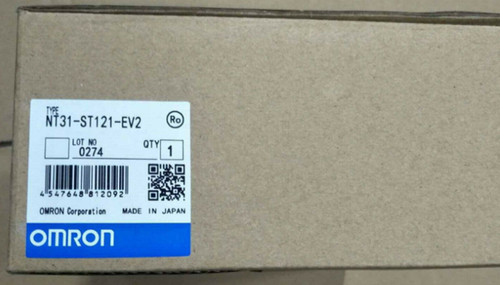 TYPE
NT31-ST121-EV2
Ro
LOT NO
0274
QTY
1
4 547648 812092
OMRON Corporation MADE IN JAPAN
OMRON